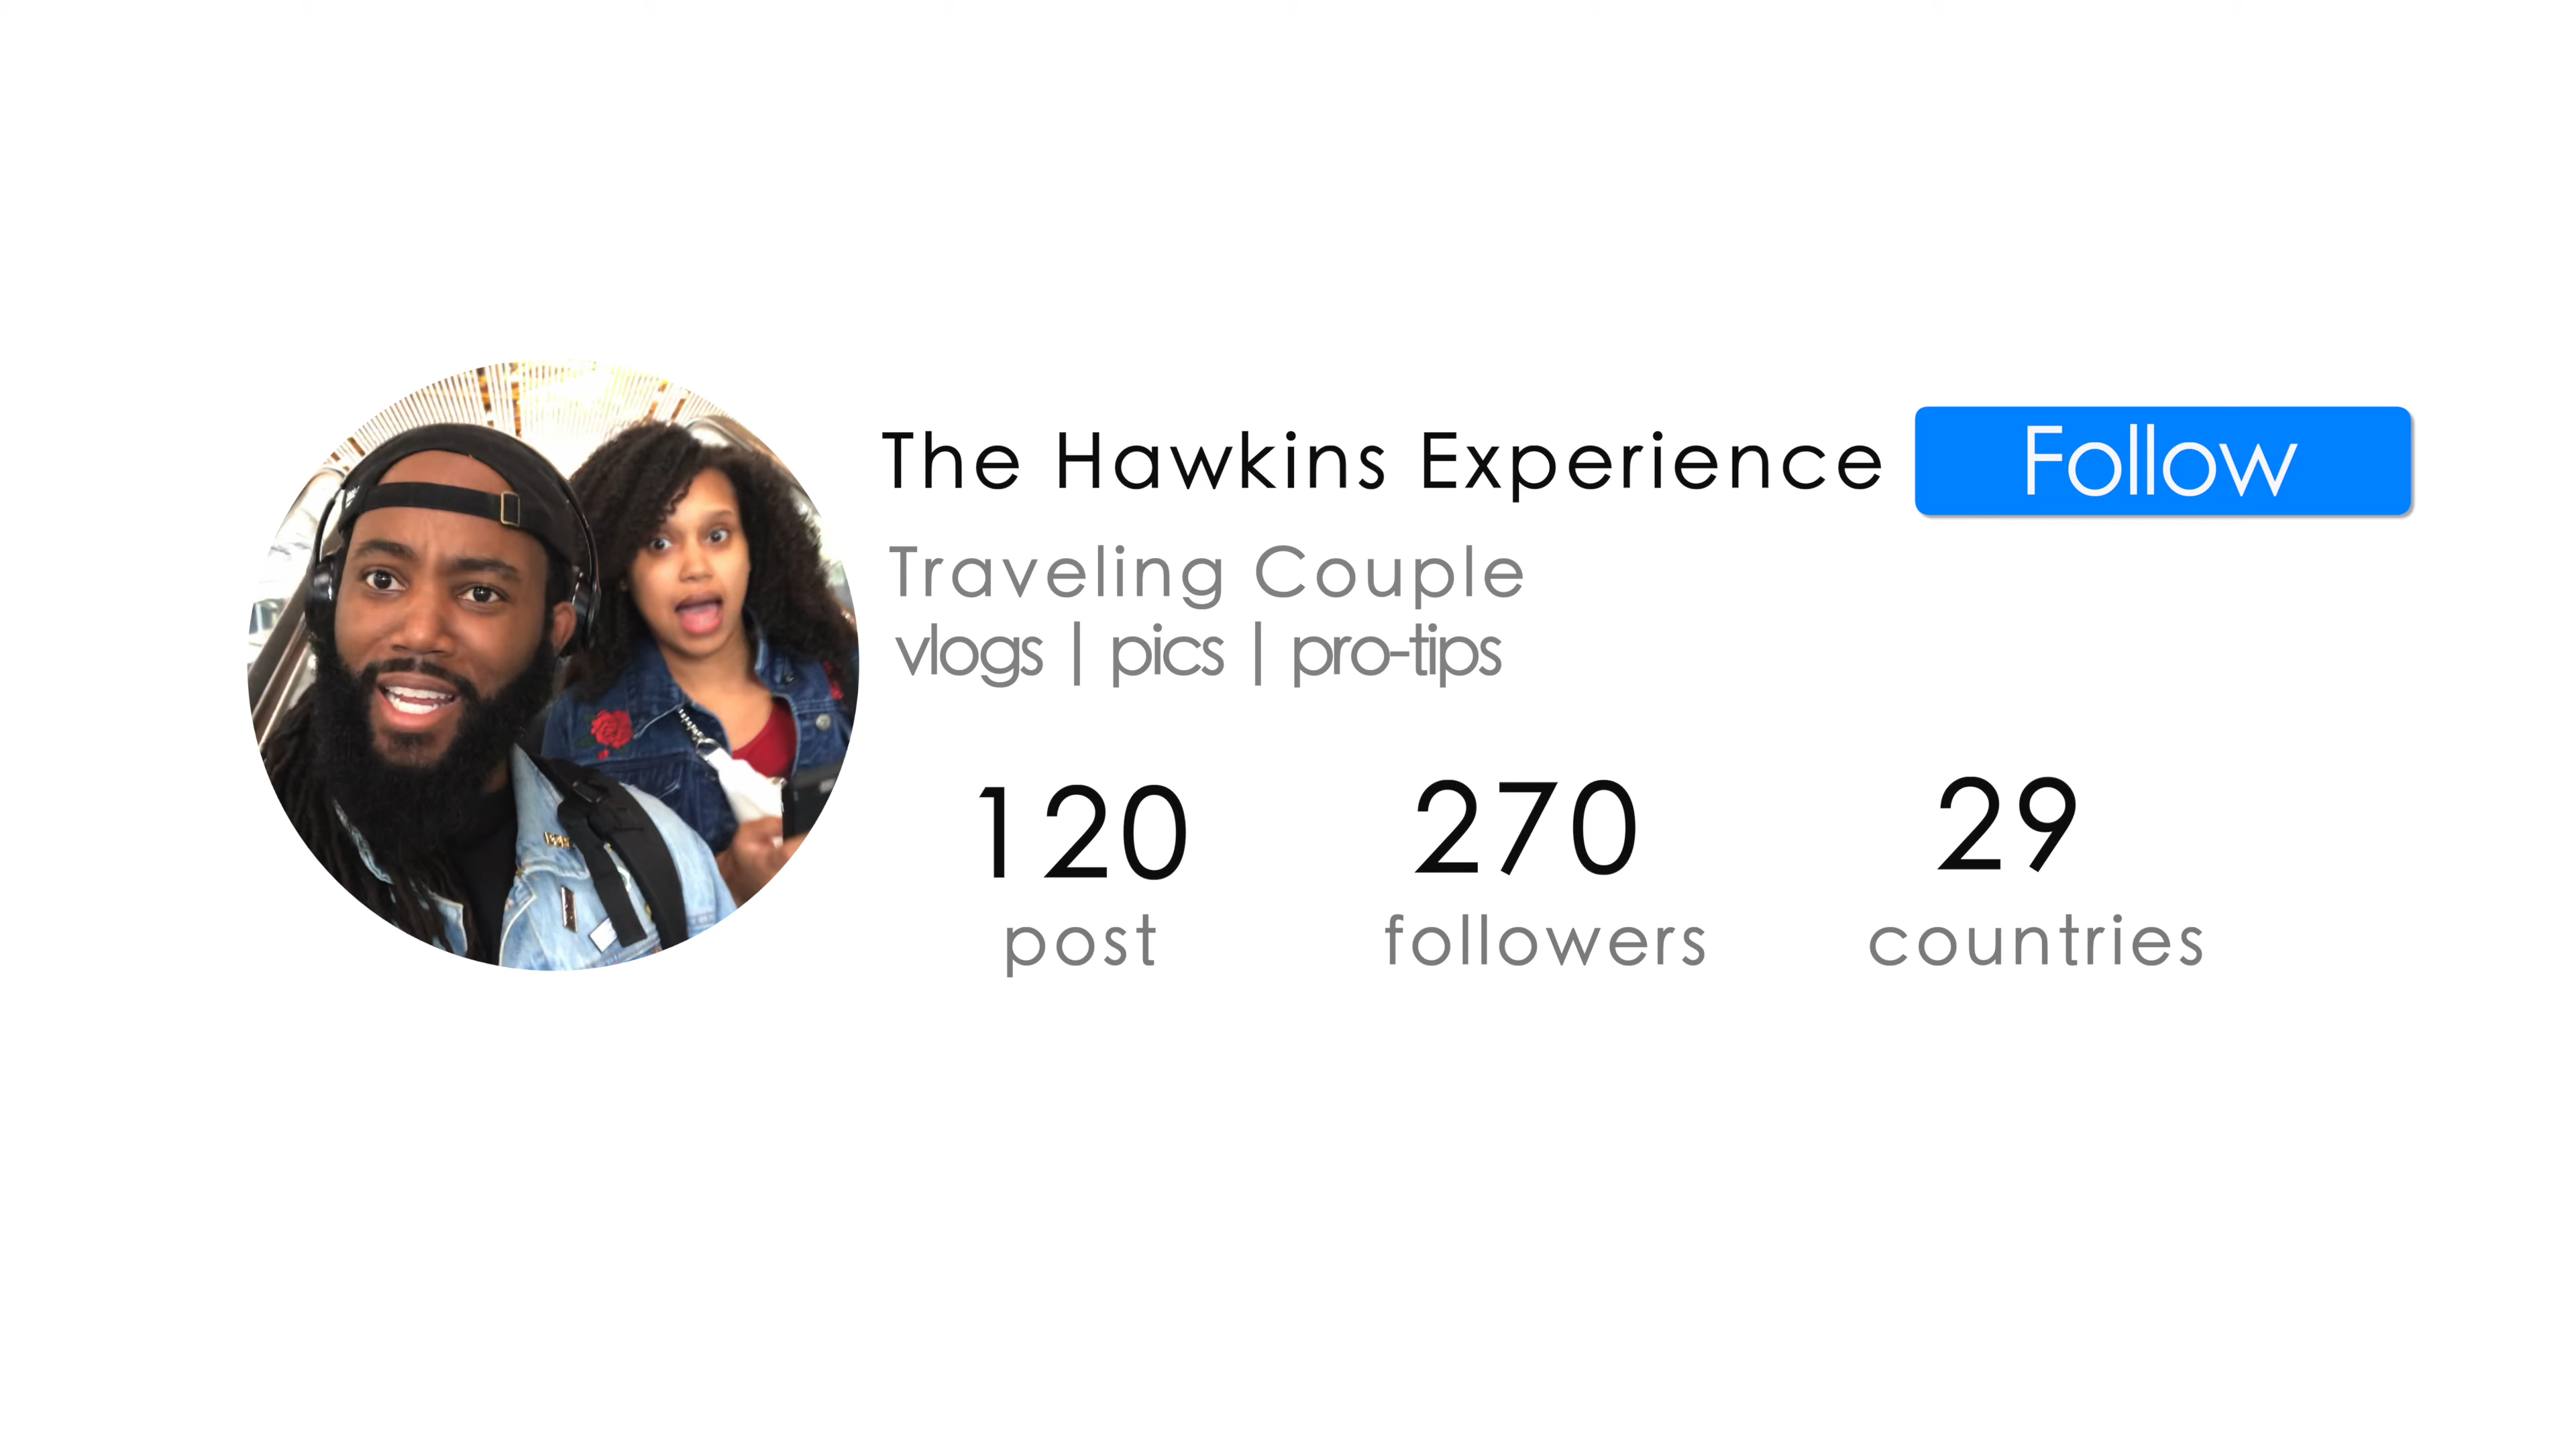 The Hawkins Experience Follow
Traveling Couple
vlogs | pics | pro-tips
120 270 29
post followers countries